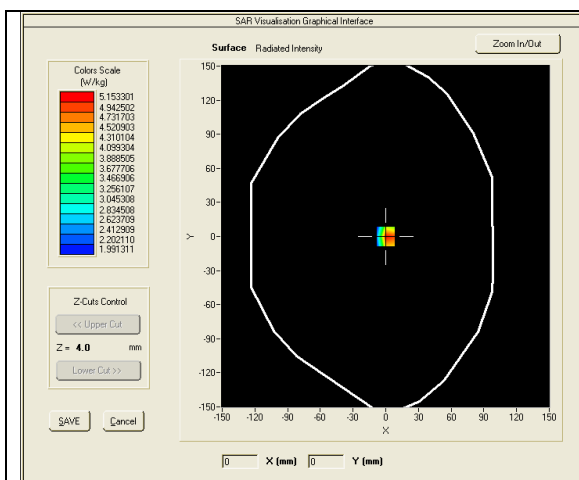 SAR Visualisation Graphical Interface
Surface Radiated Intensity
Zoom In/Out
Colors Scale
(W/kg)
5.153301
4.942502
4.731703
4.520903
4.310104
4.099304
3.888505
3.677706
3.466906
3.256107
3.045308
2.834508
2.623709
2.412909
2.202110
1.991311
Z-Cuts Control
<< Upper Cut
Z = 4.0 mm
Lower Cut >>
SAVE Cancel
150
120
90
60
30
0
-30
-60
-90
-120
-150
Y
-150 -120 -90 -60 -30 0 30 60 90 120 150
X
0 X (mm) 0 Y (mm)